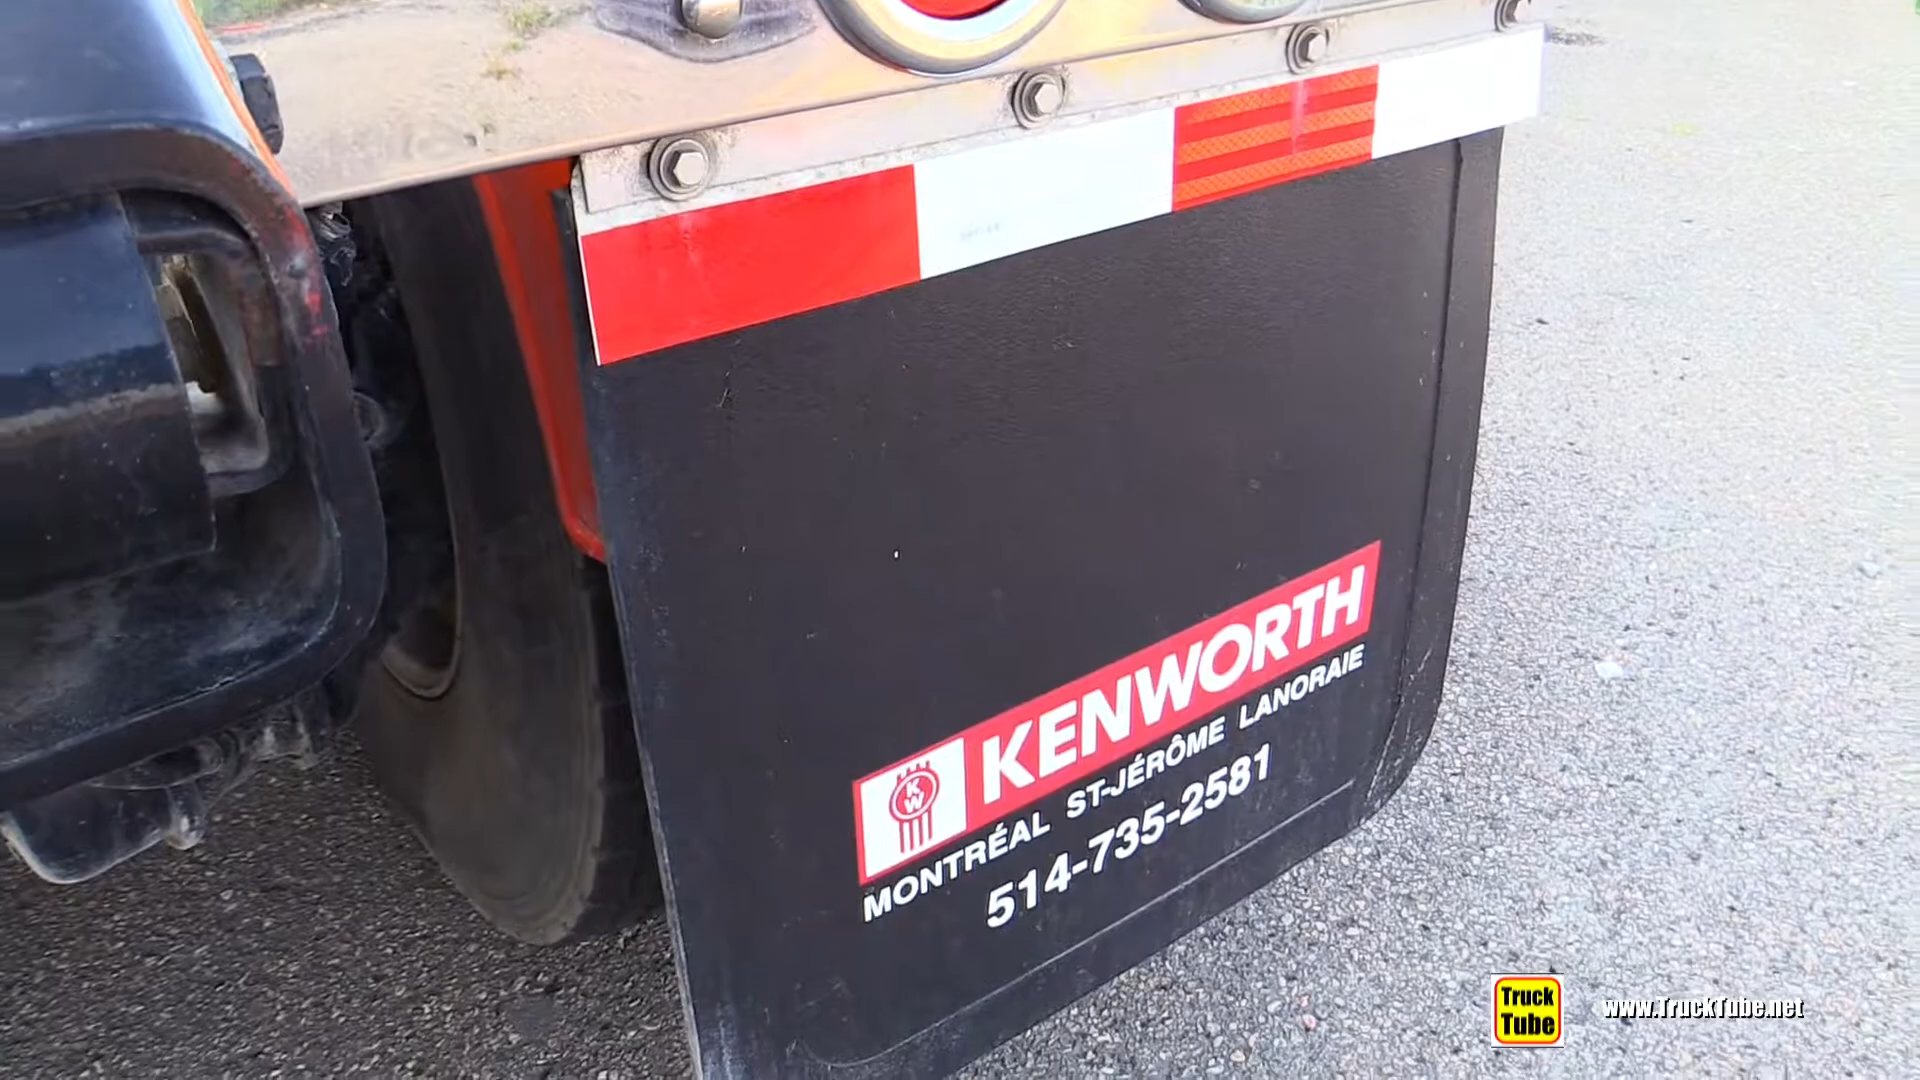 KENWORTH
KW
MONTRÉAL ST-JÉRÔME LANORAIE
514-735-2581
Truck
Tube
www.TruckTube.net